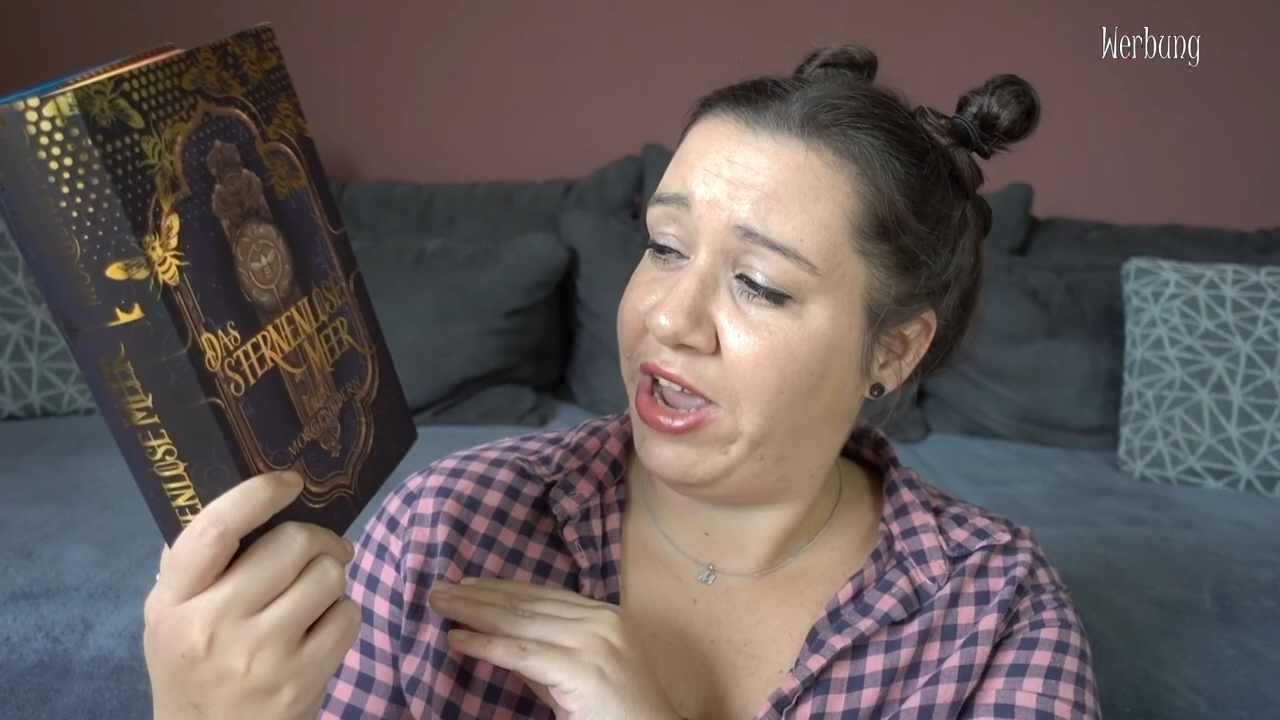 Werbung
DAS
STERNENLOSE
MEER
MORGENSTERN
ENLOSE MEER